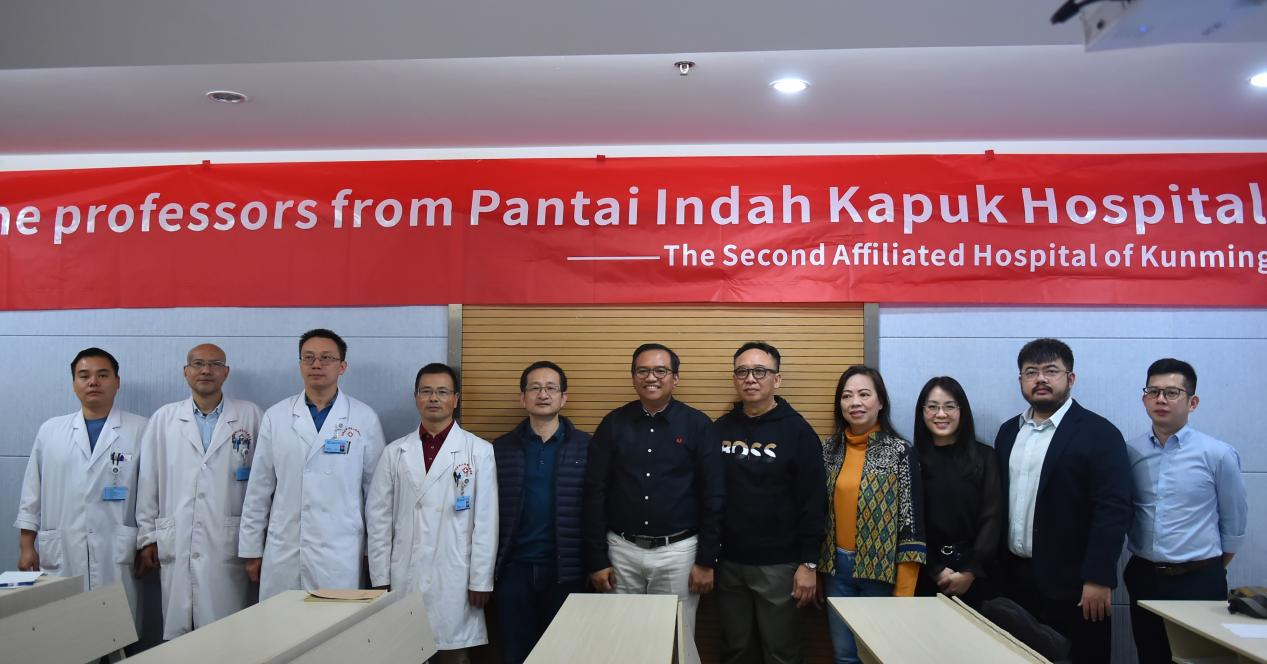 he professors from Pantai Indah Kapuk Hospital
——The Second Affiliated Hospital of Kunming
BOSS